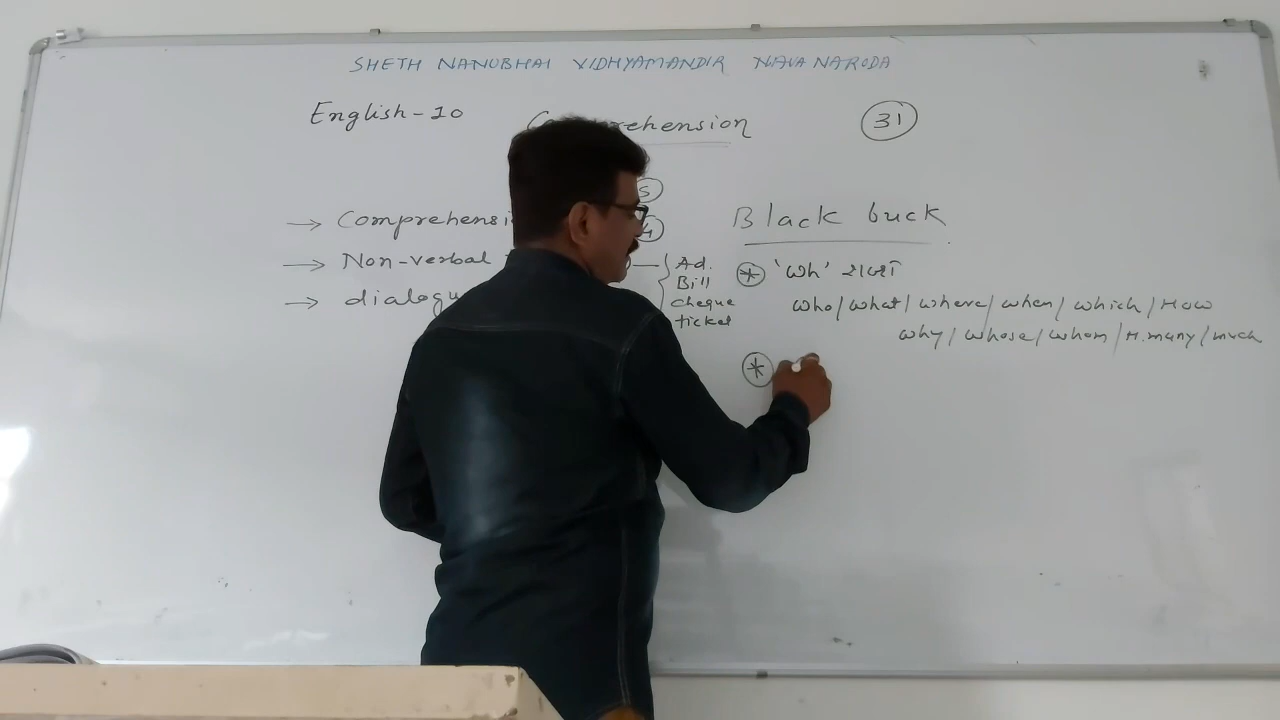 SHETH NANUBHAI VIDHYAMANDIR NAVA NARODA
English-10
31
Comprehension
→ Comprehensi
→ Non-verbal
→ dialogu
5
4
Ad.
Bill
cheque
ticket
Black buck
* 'wh' શબ્દો
who/what/where/when/which/How
why/whose/whom/H.many/much
*